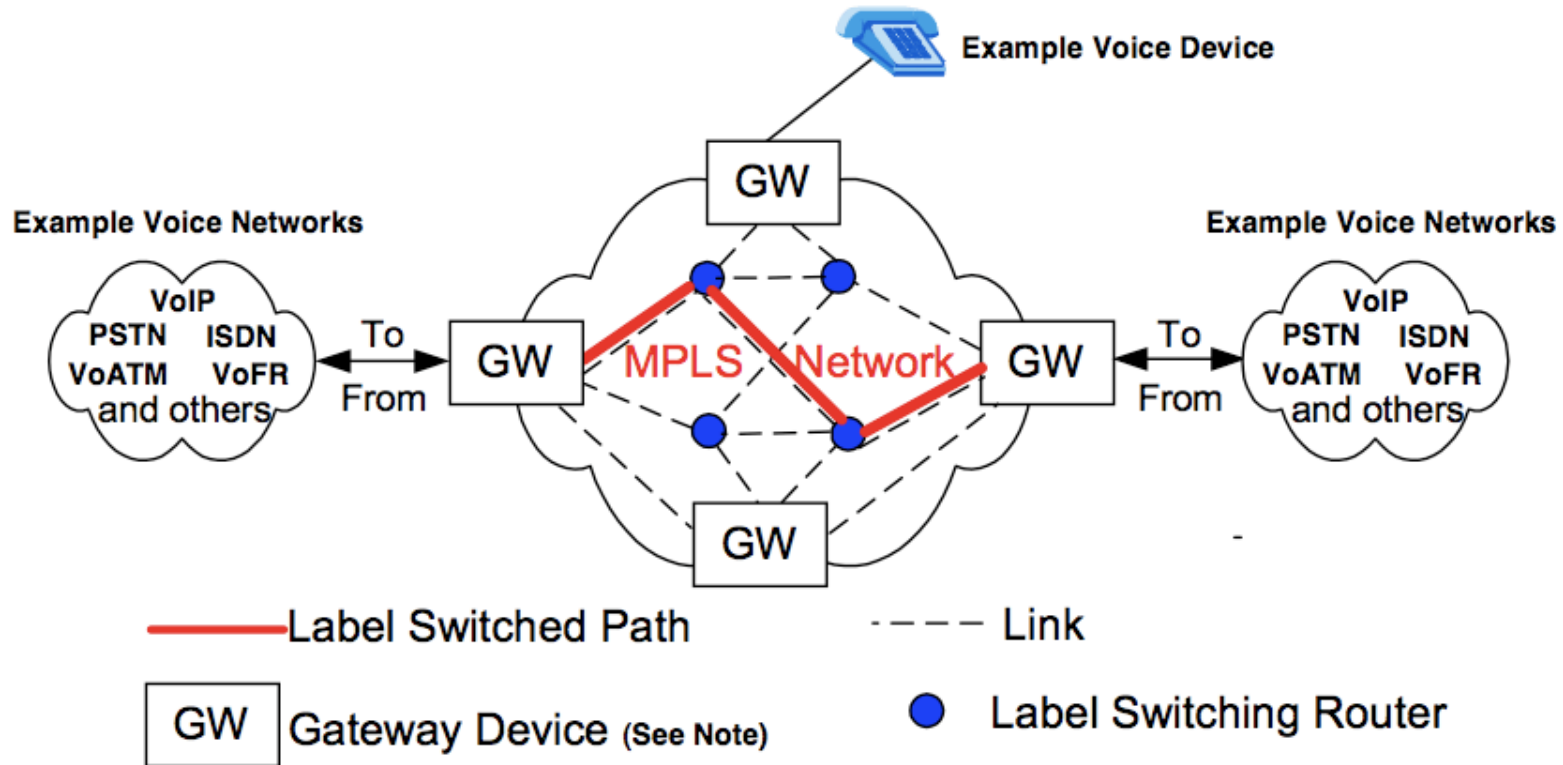 Example Voice Device
GW
Example Voice Networks
VoIP
PSTN ISDN
VoATM VoFR
and others
To
From
GW
MPLS Network
GW
To
From
Example Voice Networks
VoIP
PSTN ISDN
VoATM VoFR
and others
GW
-
Label Switched Path
Link
GW
Gateway Device (See Note)
Label Switching Router